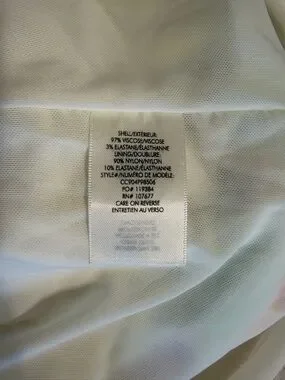 SHELL/EXTÉRIEUR:
97% VISCOSE/VISCOSE
3% ELASTANE/ÉLASTHANNE
LINING/DOUBLURE:
90% NYLON/NYLON
10% ELASTANE/ÉLASTHANNE
STYLE#/NUMÉRO DE MODÈLE:
CC904P98506
PO# 119384
RN# 107677
CARE ON REVERSE
ENTRETIEN AU VERSO